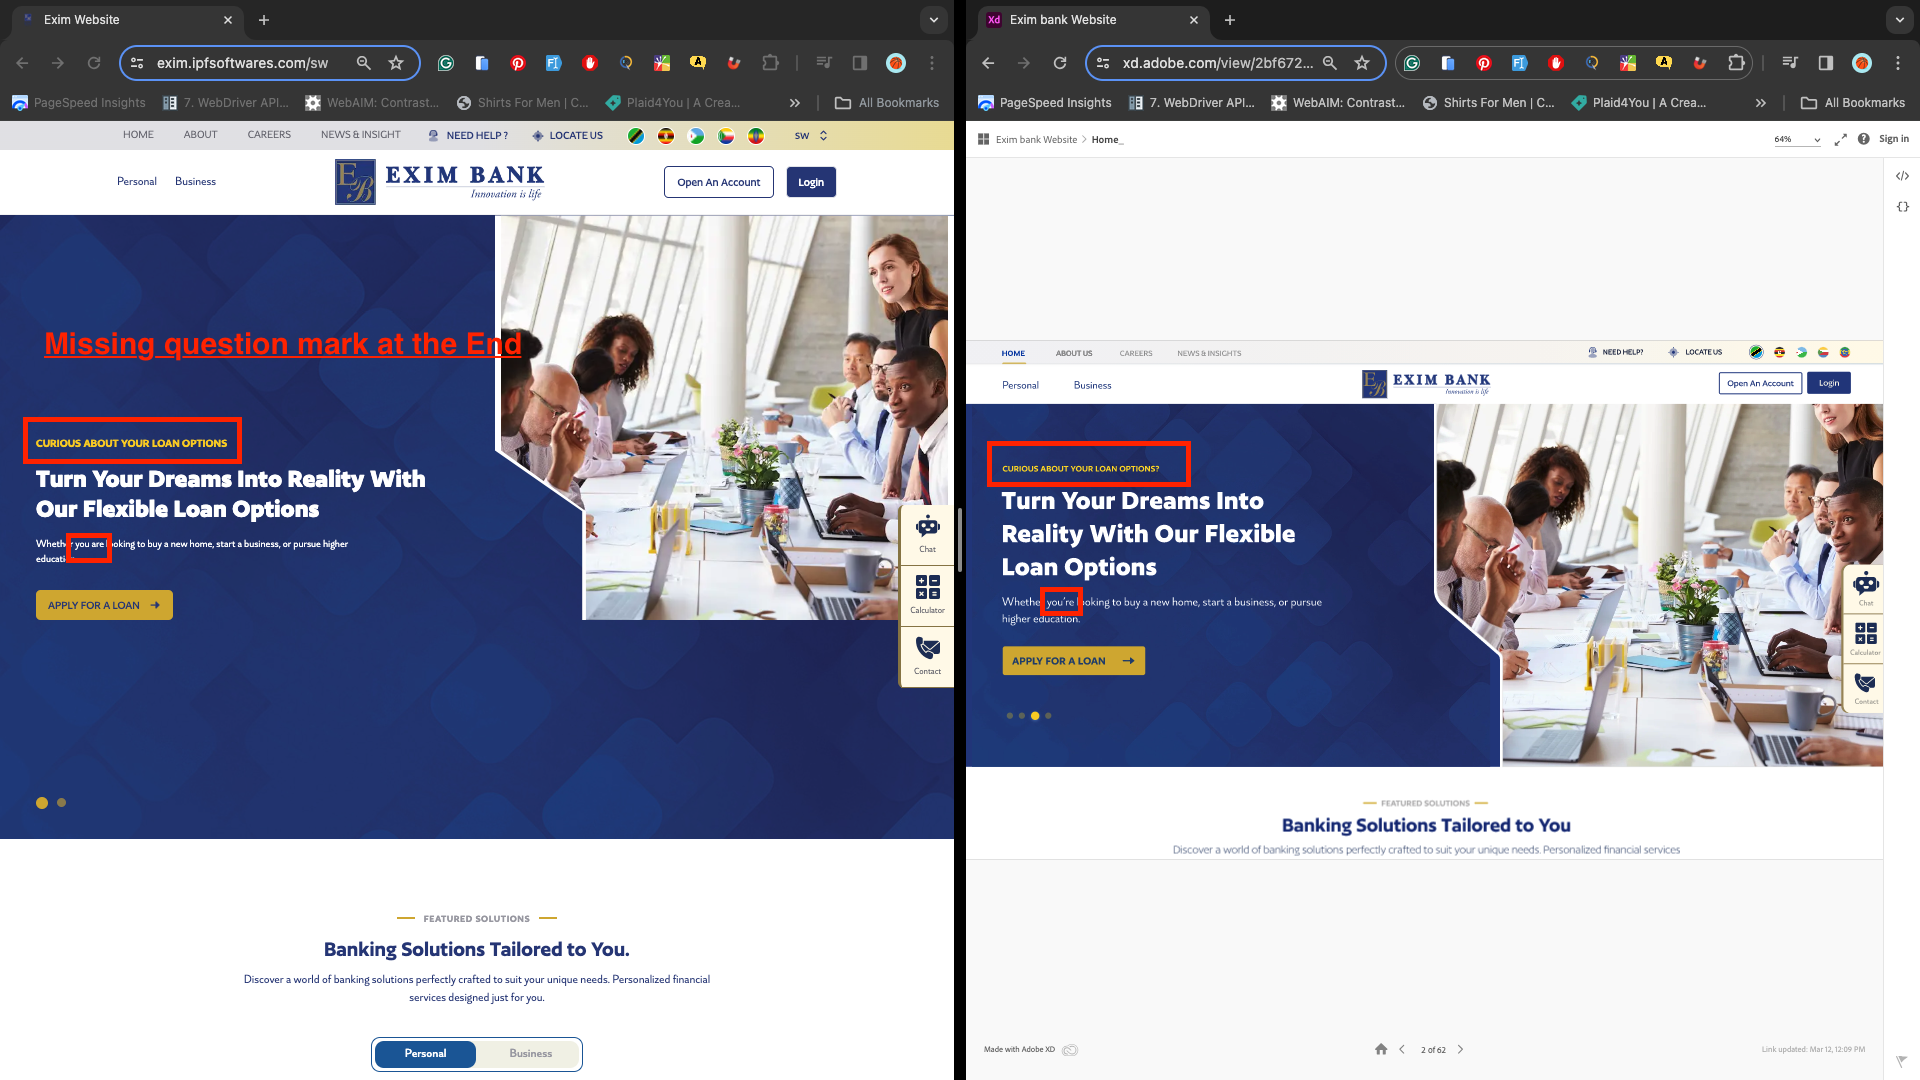 Exim Website
exim.ipfsoftwares.com/sw
PageSpeed Insights
7. WebDriver API...
WebAIM: Contrast...
Shirts For Men | C...
Plaid4You | A Crea...
All Bookmarks
HOME ABOUT CAREERS NEWS & INSIGHT NEED HELP ? LOCATE US SW
Personal Business
EXIM BANK
Innovation is life
Open An Account
Login
Missing question mark at the End
CURIOUS ABOUT YOUR LOAN OPTIONS
Turn Your Dreams Into Reality With
Our Flexible Loan Options
Whether you are looking to buy a new home, start a business, or pursue higher
educati
APPLY FOR A LOAN
Chat
Calculator
Contact
FEATURED SOLUTIONS
Banking Solutions Tailored to You.
Discover a world of banking solutions perfectly crafted to suit your unique needs. Personalized financial
services designed just for you.
Personal Business
Xd Exim bank Website
xd.adobe.com/view/2bf672...
PageSpeed Insights
7. WebDriver API...
WebAIM: Contrast...
Shirts For Men | C...
Plaid4You | A Crea...
All Bookmarks
Exim bank Website > Home_
64%
Sign in
HOME ABOUT US CAREERS NEWS & INSIGHTS NEED HELP? LOCATE US
Personal Business
EXIM BANK
Innovation is life
Open An Account
Login
CURIOUS ABOUT YOUR LOAN OPTIONS?
Turn Your Dreams Into
Reality With Our Flexible
Loan Options
Whether you're looking to buy a new home, start a business, or pursue
higher education.
APPLY FOR A LOAN
Chat
Calculator
Contact
FEATURED SOLUTIONS
Banking Solutions Tailored to You
Discover a world of banking solutions perfectly crafted to suit your unique needs. Personalized financial services
Made with Adobe XD
2 of 62
Link updated: Mar 12, 12:09 PM